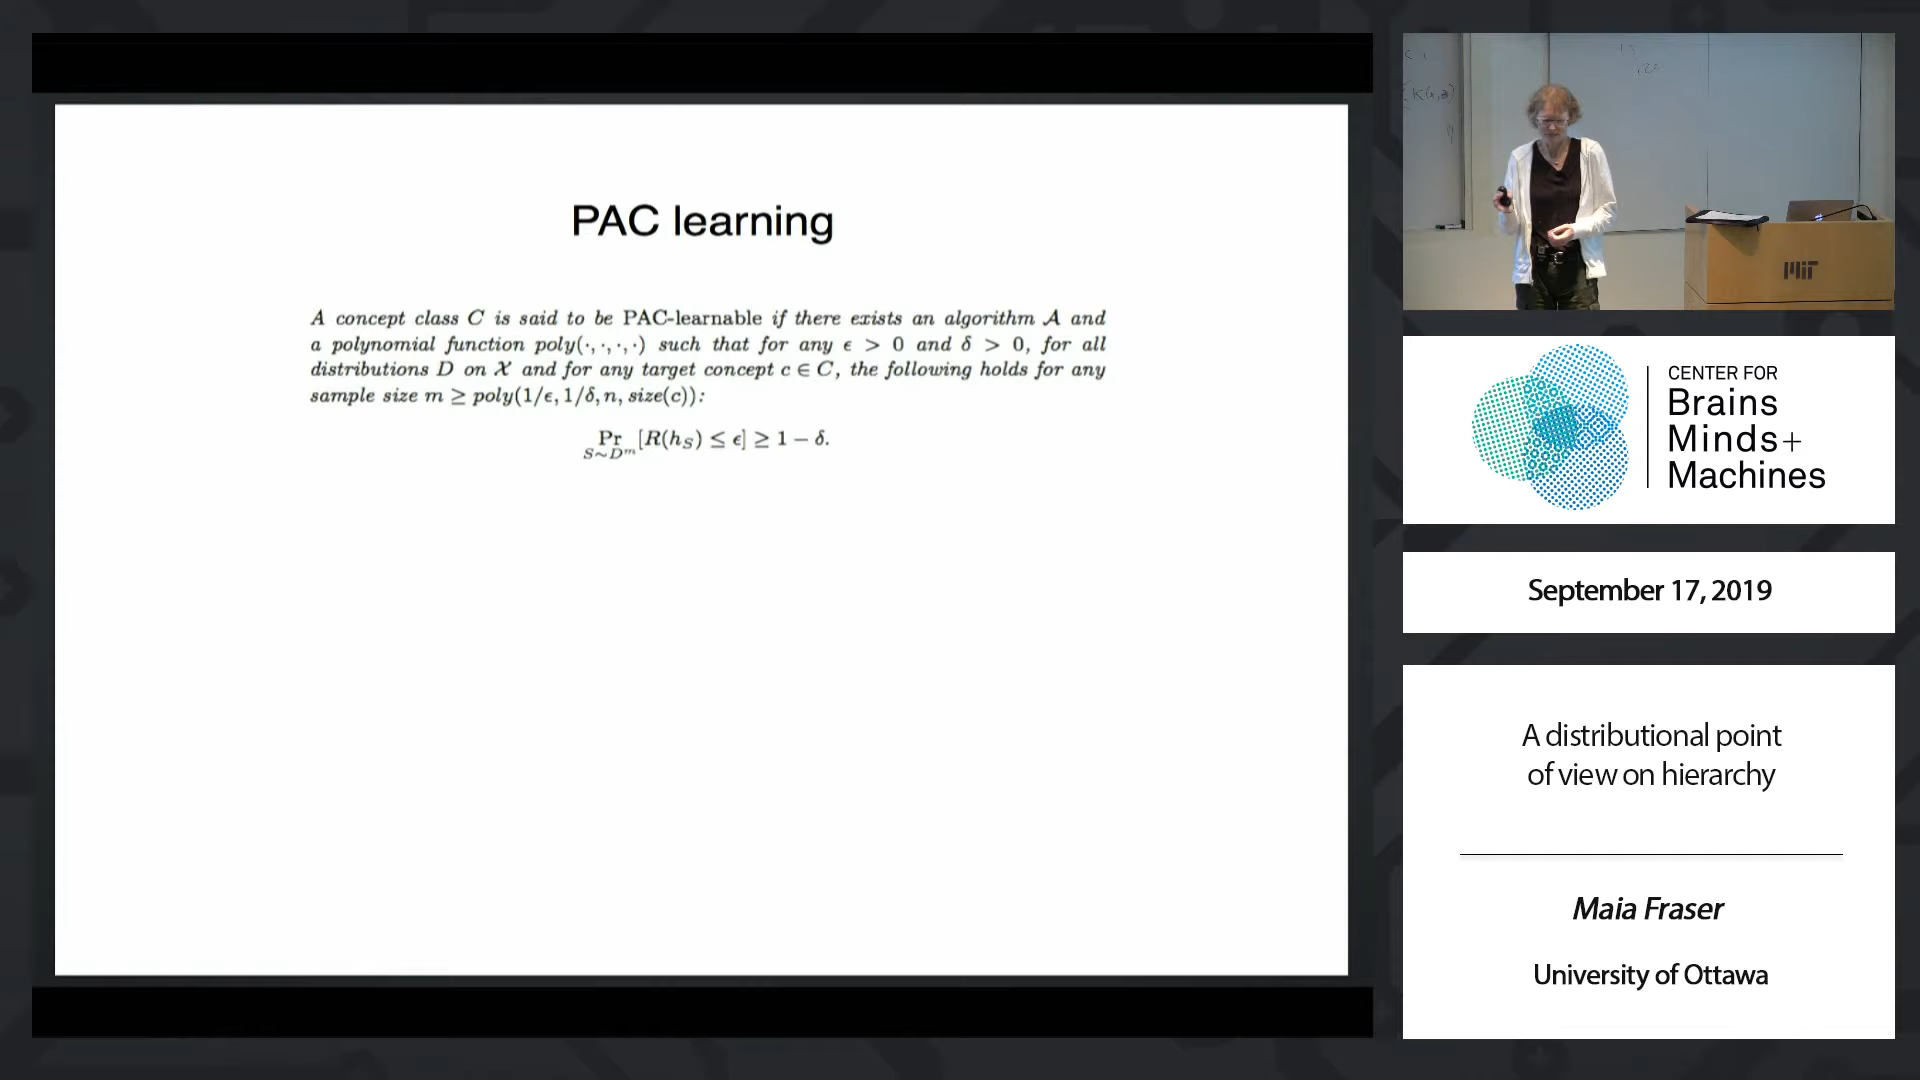 PAC learning
A concept class C is said to be PAC-learnable if there exists an algorithm 𝒜 and
a polynomial function poly(·,·,·,·) such that for any ϵ > 0 and δ > 0, for all
distributions D on 𝒳 and for any target concept c ∈ C, the following holds for any
sample size m ≥ poly(1/ϵ, 1/δ, n, size(c)):
Pr [R(h_S) ≤ ϵ] ≥ 1 − δ.
S∼D^m
K(x,z)
MIT
CENTER FOR
Brains
Minds+
Machines
September 17, 2019
A distributional point
of view on hierarchy
Maia Fraser
University of Ottawa